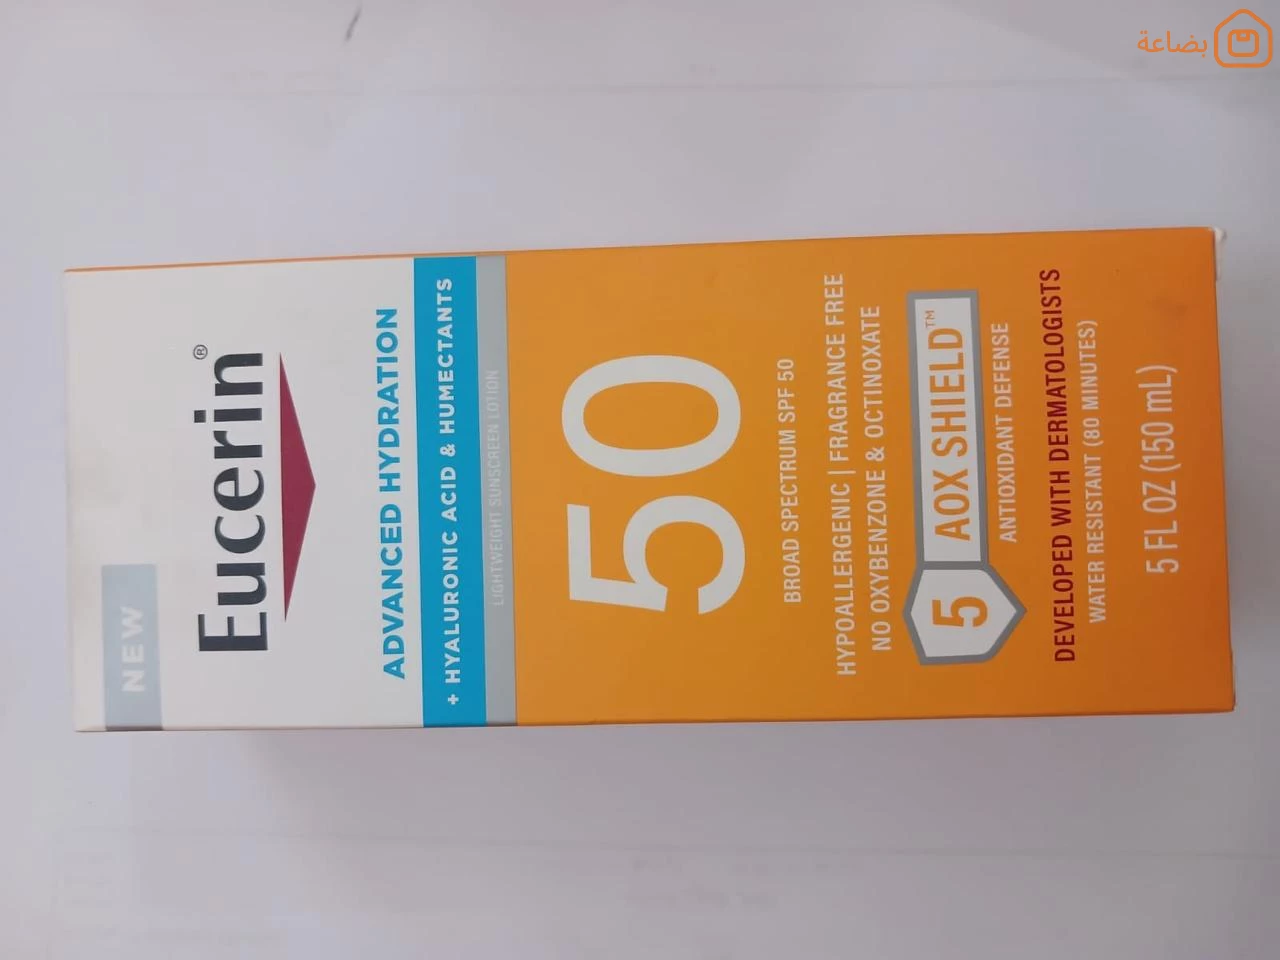 بضاعة
NEW
Eucerin®
ADVANCED HYDRATION
+ HYALURONIC ACID & HUMECTANTS
LIGHTWEIGHT SUNSCREEN LOTION
50
BROAD SPECTRUM SPF 50
HYPOALLERGENIC | FRAGRANCE FREE
NO OXYBENZONE & OCTINOXATE
5 AOX SHIELD™
ANTIOXIDANT DEFENSE
DEVELOPED WITH DERMATOLOGISTS
WATER RESISTANT (80 MINUTES)
5 FL OZ (150 mL)